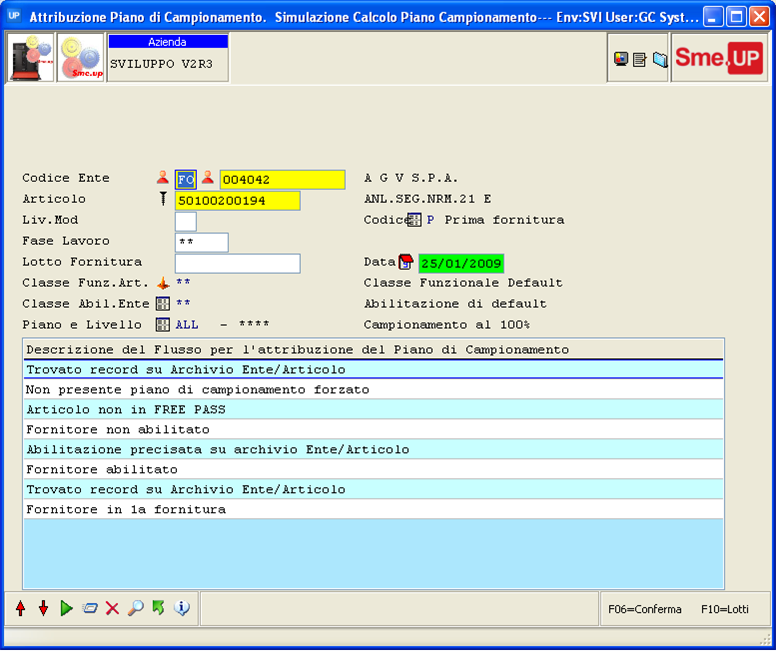 UP Attribuzione Piano di Campionamento. Simulazione Calcolo Piano Campionamento--- Env:SVI User:GC Syst...
Azienda
SVILUPPO V2R3
Sme.up
Sme.UP
Codice Ente FO 004042 A G V S.P.A.
Articolo 50100200194 ANL.SEG.NRM.21 E
Liv.Mod Codice P Prima fornitura
Fase Lavoro **
Lotto Fornitura Data 25/01/2009
Classe Funz.Art. ** Classe Funzionale Default
Classe Abil.Ente ** Abilitazione di default
Piano e Livello ALL - **** Campionamento al 100%
Descrizione del Flusso per l'attribuzione del Piano di Campionamento
Trovato record su Archivio Ente/Articolo
Non presente piano di campionamento forzato
Articolo non in FREE PASS
Fornitore non abilitato
Abilitazione precisata su archivio Ente/Articolo
Fornitore abilitato
Trovato record su Archivio Ente/Articolo
Fornitore in 1a fornitura
F06=Conferma F10=Lotti